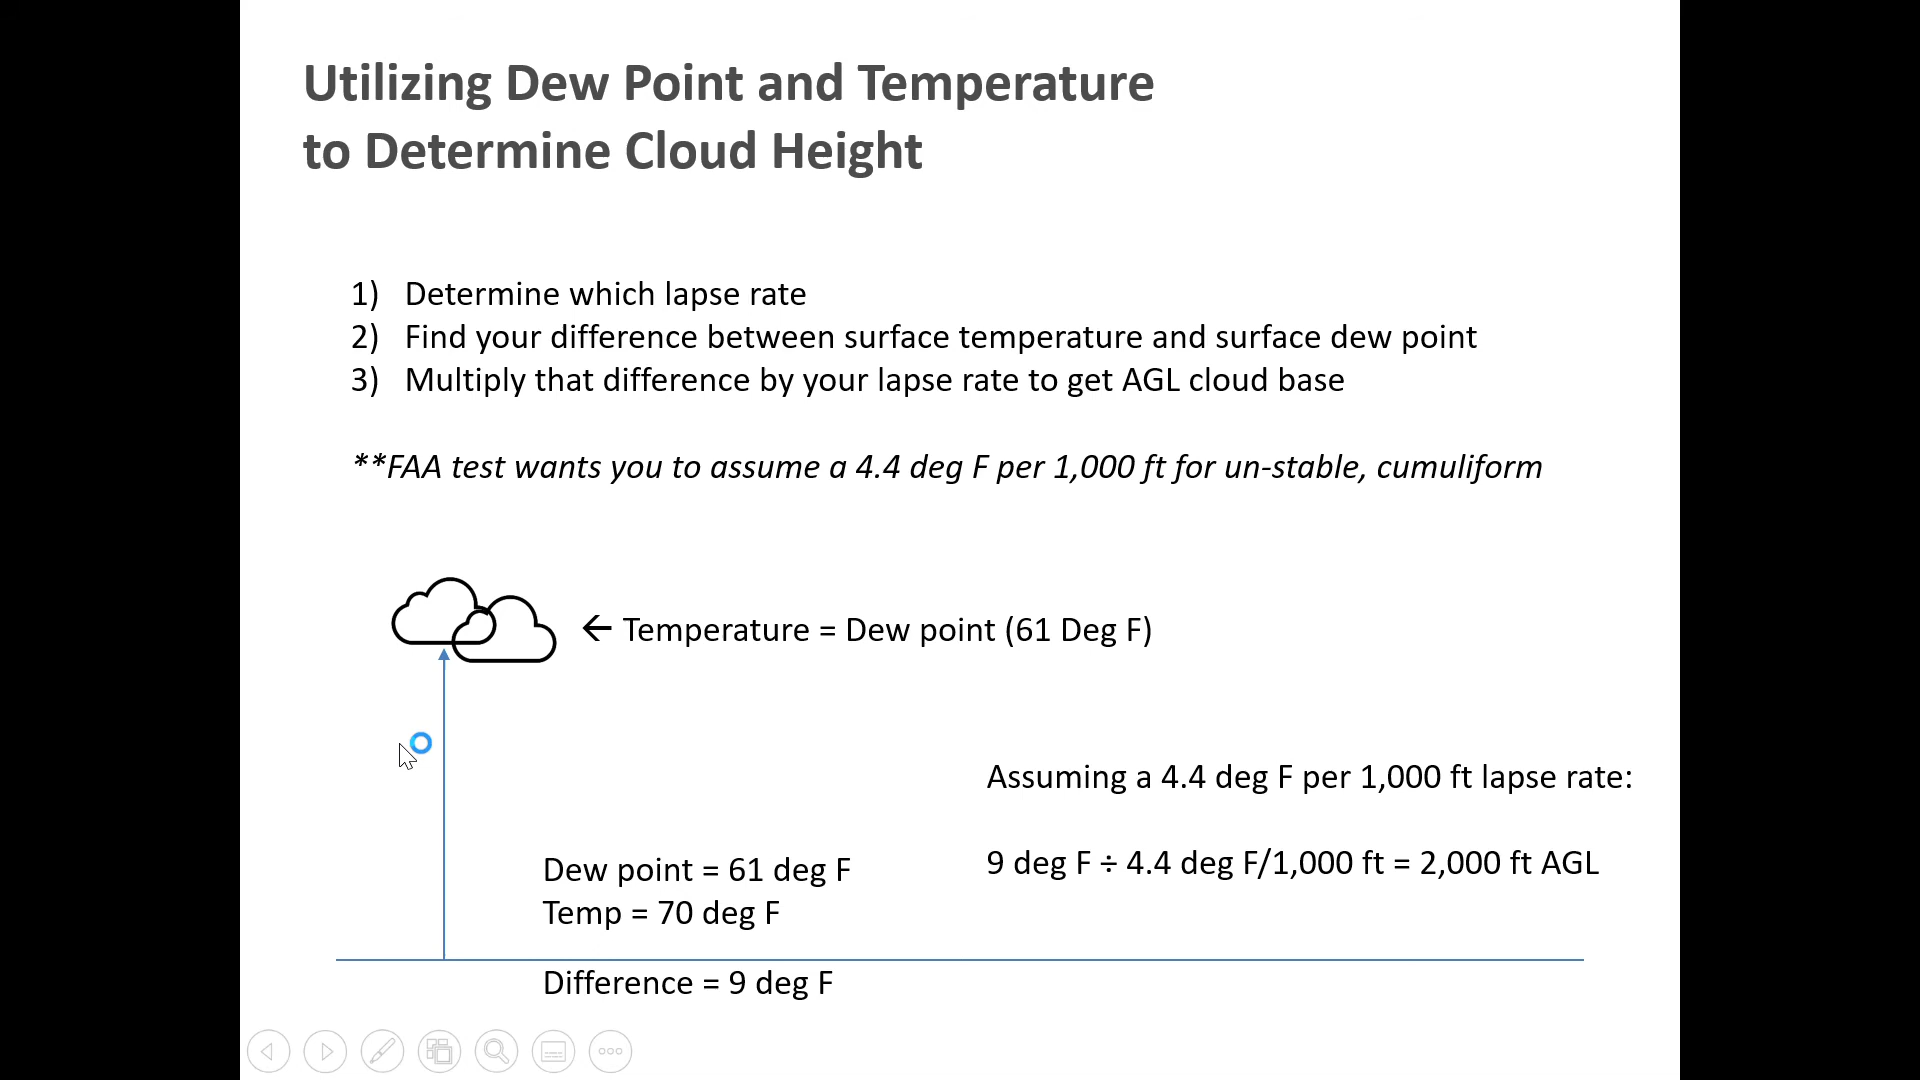 Utilizing Dew Point and Temperature
to Determine Cloud Height
1) Determine which lapse rate
2) Find your difference between surface temperature and surface dew point
3) Multiply that difference by your lapse rate to get AGL cloud base
**FAA test wants you to assume a 4.4 deg F per 1,000 ft for un-stable, cumuliform
← Temperature = Dew point (61 Deg F)
Assuming a 4.4 deg F per 1,000 ft lapse rate:
9 deg F ÷ 4.4 deg F/1,000 ft = 2,000 ft AGL
Dew point = 61 deg F
Temp = 70 deg F
Difference = 9 deg F